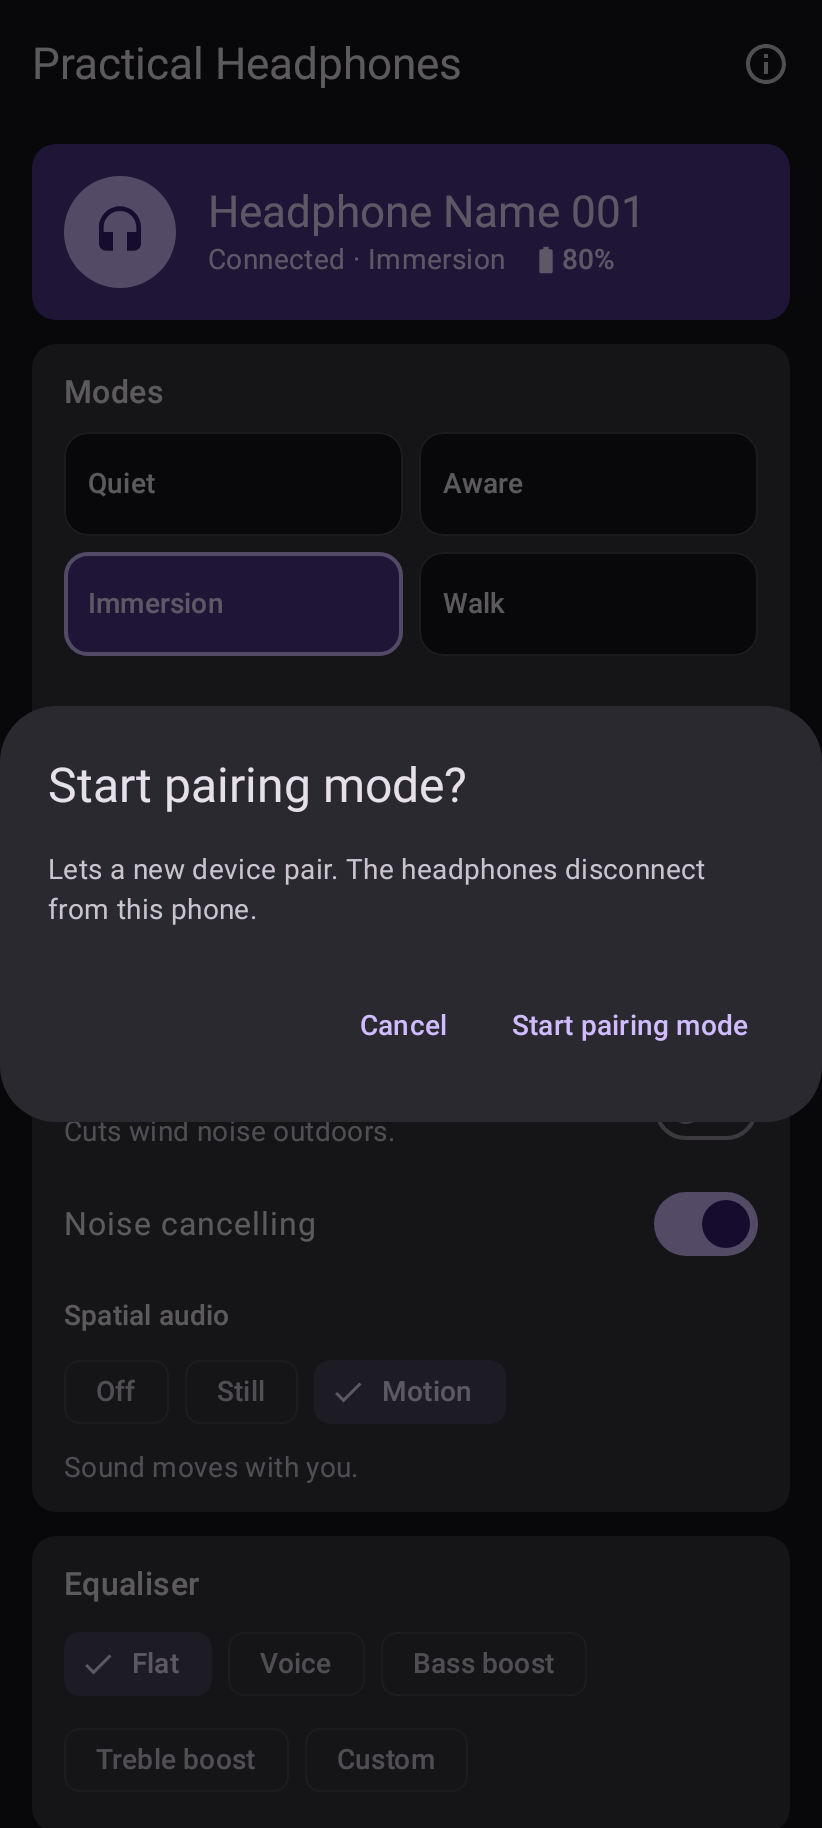 Practical Headphones
Headphone Name 001
Connected · Immersion 80%
Modes
Quiet
Aware
Immersion
Walk
Start pairing mode?
Lets a new device pair. The headphones disconnect
from this phone.
Cancel
Start pairing mode
Cuts wind noise outdoors.
Noise cancelling
Spatial audio
Off
Still
Motion
Sound moves with you.
Equaliser
Flat
Voice
Bass boost
Treble boost
Custom